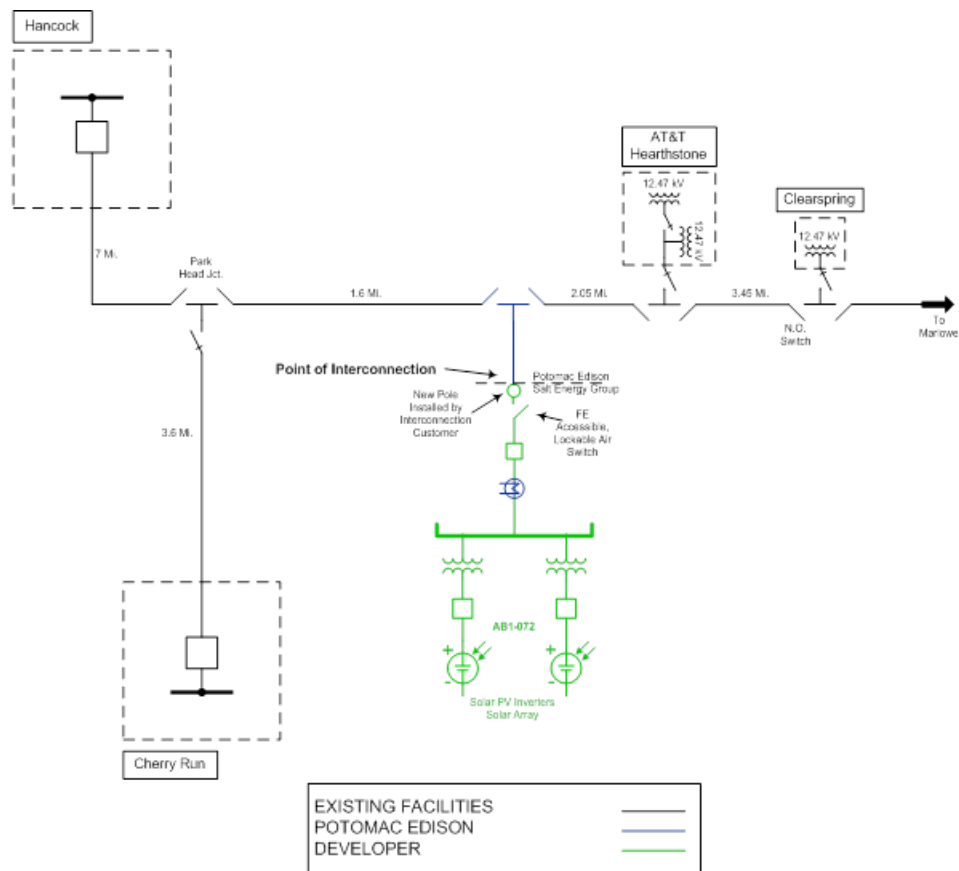 Hancock
AT&T
Hearthstone
12.47 kV
12.47 kV
Clearspring
12.47 kV
7 Mi.
Park
Head Jct.
1.6 Mi.
2.05 Mi.
3.45 Mi.
N.O.
Switch
To
Marlowe
Point of Interconnection
Potomac Edison
Salt Energy Group
New Pole
Installed by
Interconnection
Customer
FE
Accessible,
Lockable Air
Switch
3.6 Mi.
AB1-072
+
-
+
-
Solar PV Inverters
Solar Array
Cherry Run
EXISTING FACILITIES
POTOMAC EDISON
DEVELOPER